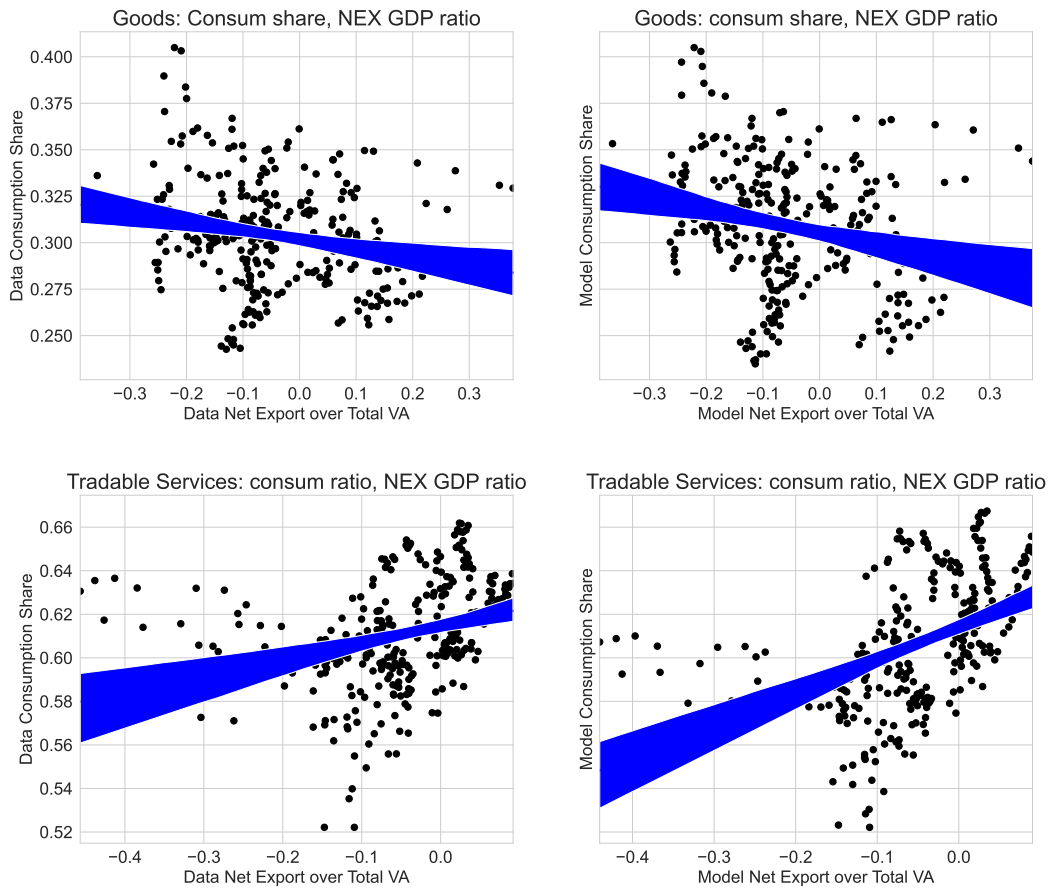 Goods: Consum share, NEX GDP ratio
Data Consumption Share
0.400
0.375
0.350
0.325
0.300
0.275
0.250
−0.3 −0.2 −0.1 0.0 0.1 0.2 0.3
Data Net Export over Total VA
Goods: consum share, NEX GDP ratio
Model Consumption Share
−0.3 −0.2 −0.1 0.0 0.1 0.2 0.3
Model Net Export over Total VA
Tradable Services: consum ratio, NEX GDP ratio
Data Consumption Share
0.66
0.64
0.62
0.60
0.58
0.56
0.54
0.52
−0.4 −0.3 −0.2 −0.1 0.0
Data Net Export over Total VA
Tradable Services: consum ratio, NEX GDP ratio
Model Consumption Share
−0.4 −0.3 −0.2 −0.1 0.0
Model Net Export over Total VA